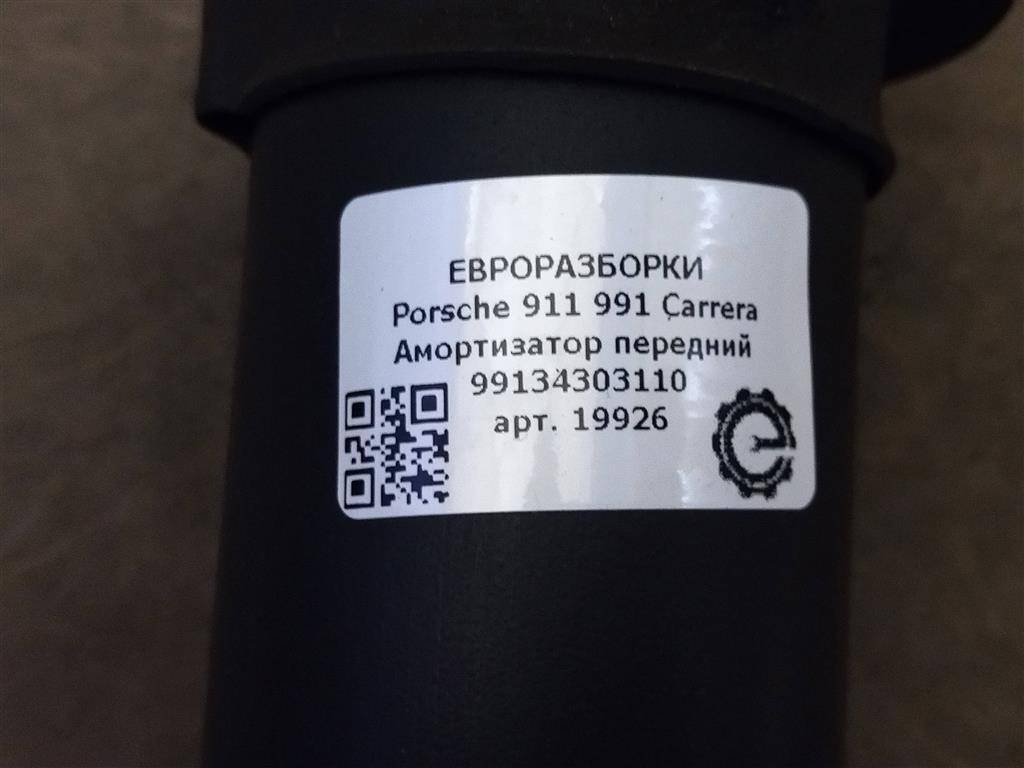 ЕВРОРАЗБОРКИ
Porsche 911 991 Carrera
Амортизатор передний
99134303110
арт. 19926